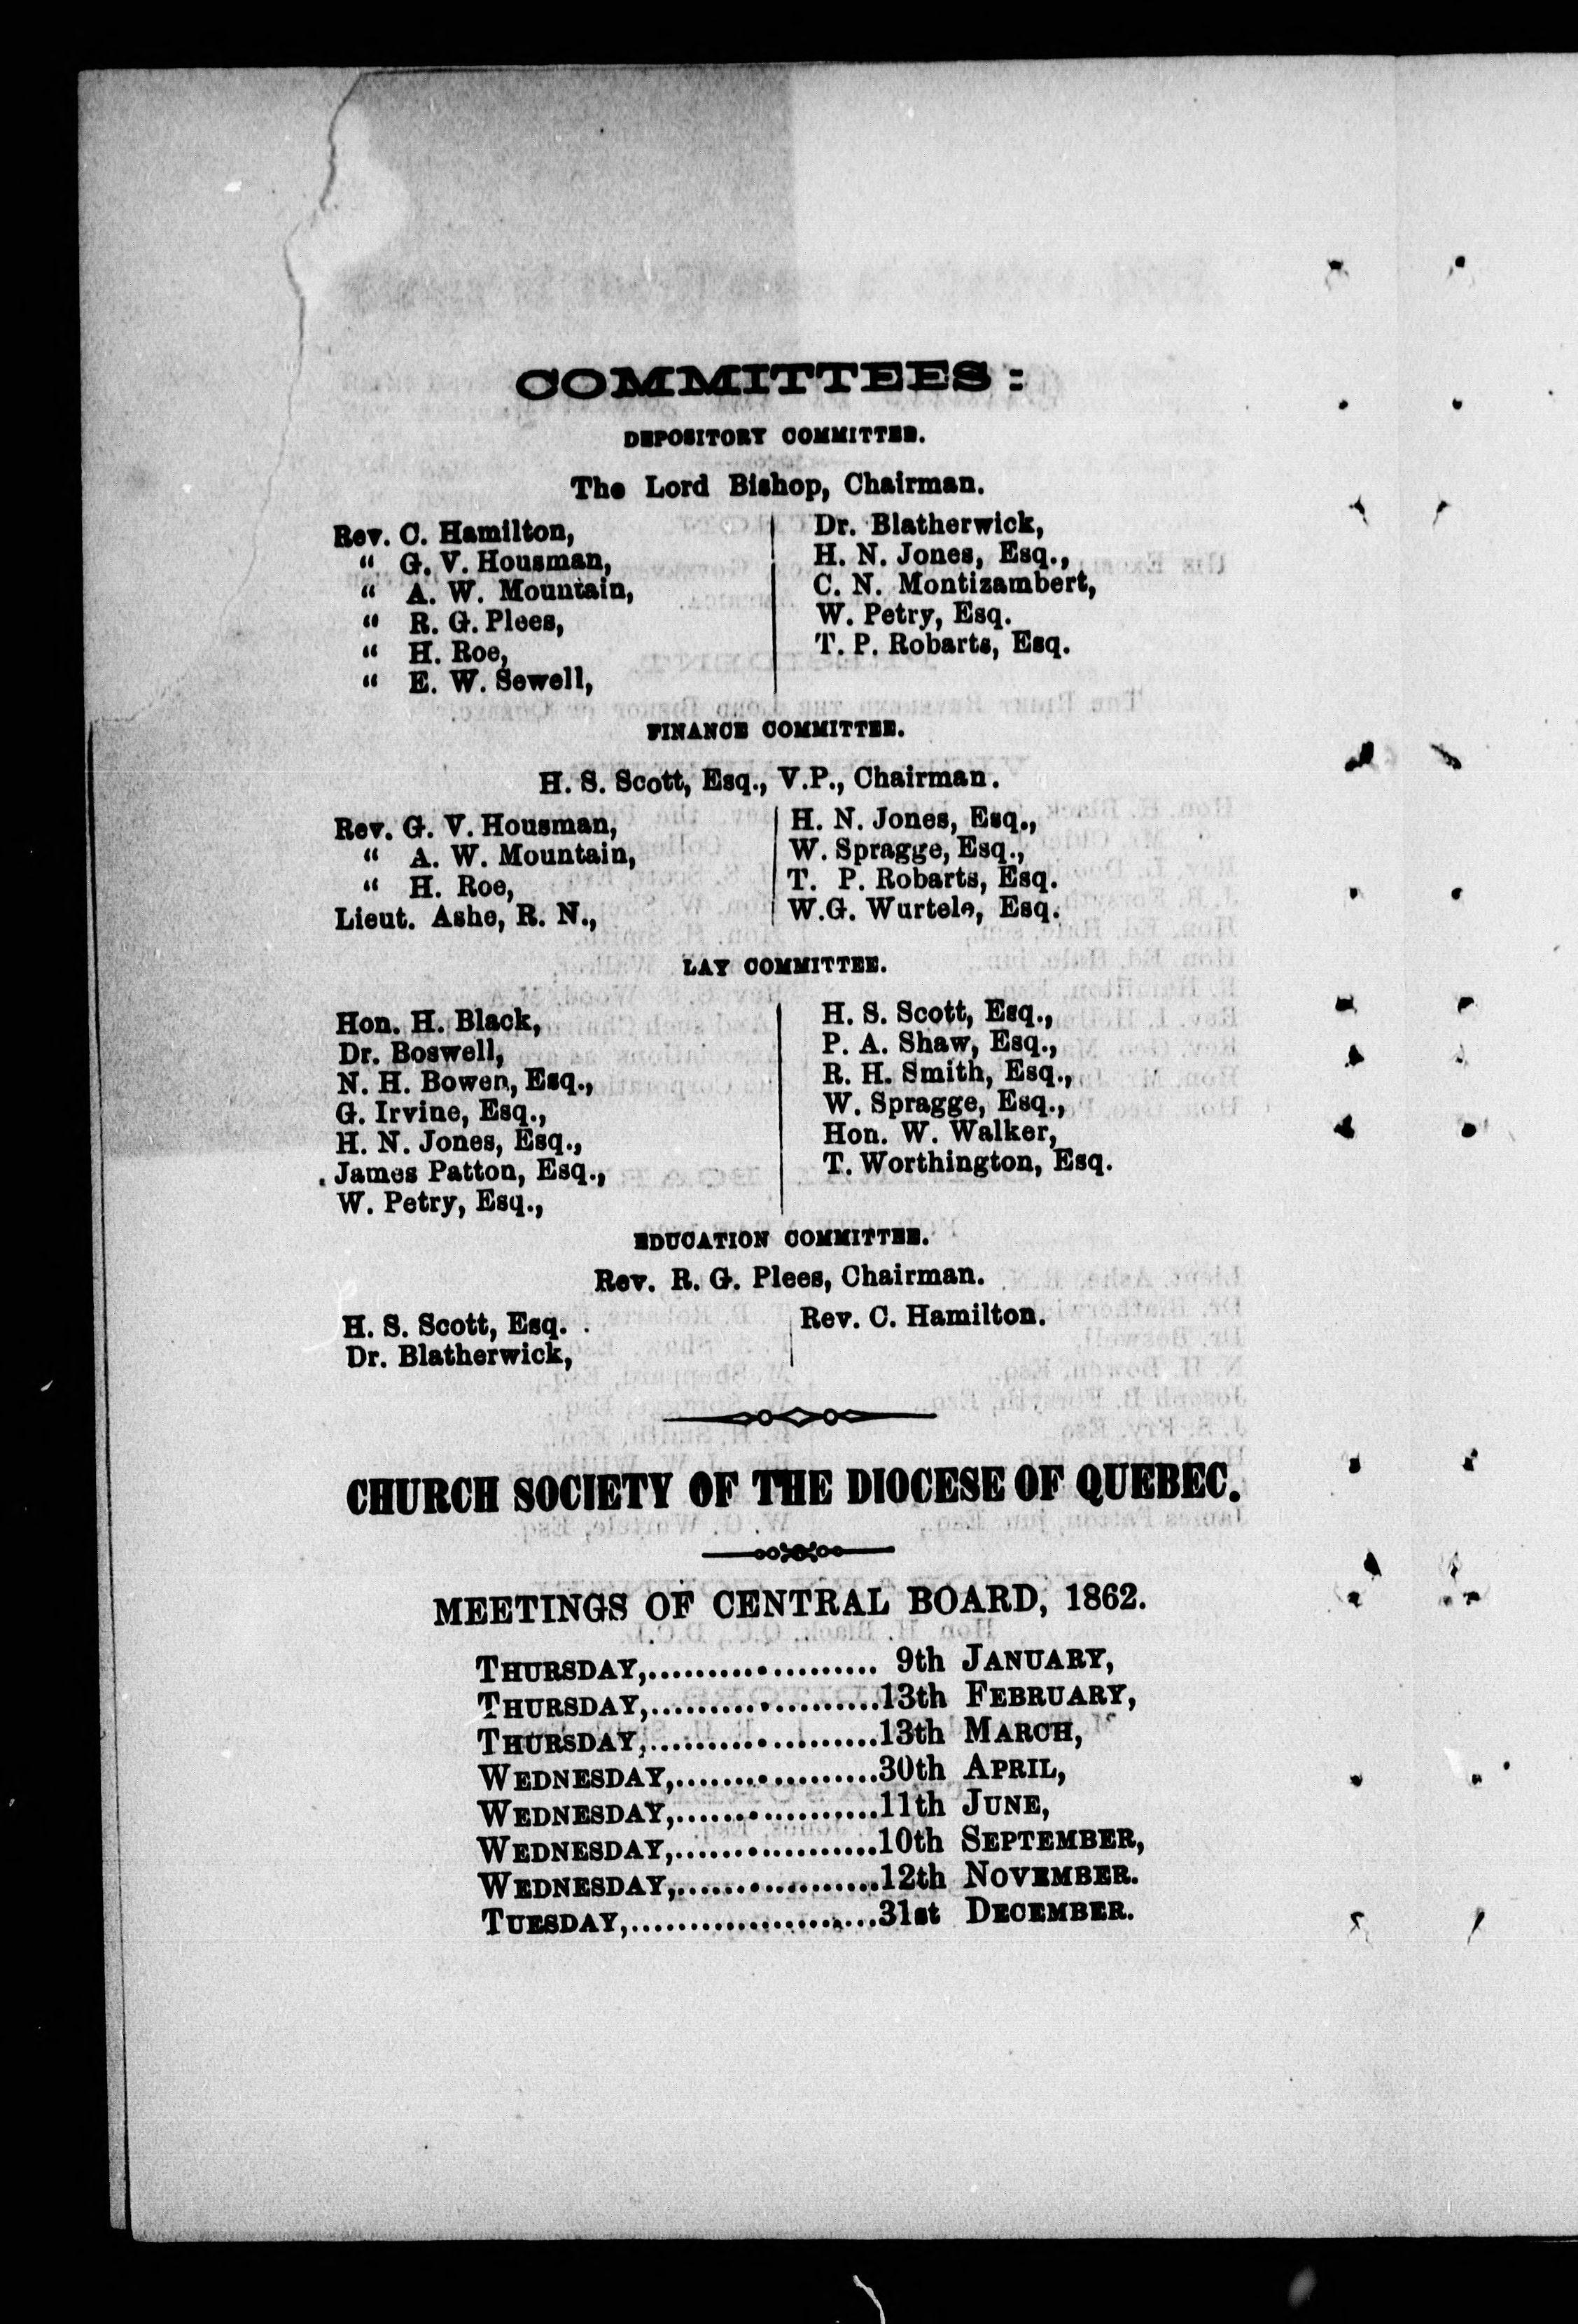 COMMITTEES:
DEPOSITORY COMMITTEE.
The Lord Bishop, Chairman.
Rev. C. Hamilton,
“ G. V. Housman,
“ A. W. Mountain,
“ R. G. Plees,
“ H. Roe,
“ E. W. Sewell,
Dr. Blatherwick,
H. N. Jones, Esq.,
C. N. Montizambert,
W. Petry, Esq.
T. P. Robarts, Esq.
FINANCE COMMITTEE.
H. S. Scott, Esq., V.P., Chairman.
Rev. G. V. Housman,
“ A. W. Mountain,
“ H. Roe,
Lieut. Ashe, R. N.,
H. N. Jones, Esq.,
W. Spragge, Esq.,
T. P. Robarts, Esq.
W.G. Wurtele, Esq.
LAY COMMITTEE.
Hon. H. Black,
Dr. Boswell,
N. H. Bowen, Esq.,
G. Irvine, Esq.,
H. N. Jones, Esq.,
James Patton, Esq.,
W. Petry, Esq.,
H. S. Scott, Esq.,
P. A. Shaw, Esq.,
R. H. Smith, Esq.,
W. Spragge, Esq.,
Hon. W. Walker,
T. Worthington, Esq.
EDUCATION COMMITTEE.
Rev. R. G. Plees, Chairman.
H. S. Scott, Esq.
Dr. Blatherwick,
Rev. C. Hamilton.
CHURCH SOCIETY OF THE DIOCESE OF QUEBEC.
MEETINGS OF CENTRAL BOARD, 1862.
THURSDAY,.................... 9th JANUARY,
THURSDAY,....................13th FEBRUARY,
THURSDAY,....................13th MARCH,
WEDNESDAY,..................30th APRIL,
WEDNESDAY,..................11th JUNE,
WEDNESDAY,..................10th SEPTEMBER,
WEDNESDAY,..................12th NOVEMBER.
TUESDAY,......................31st DECEMBER.